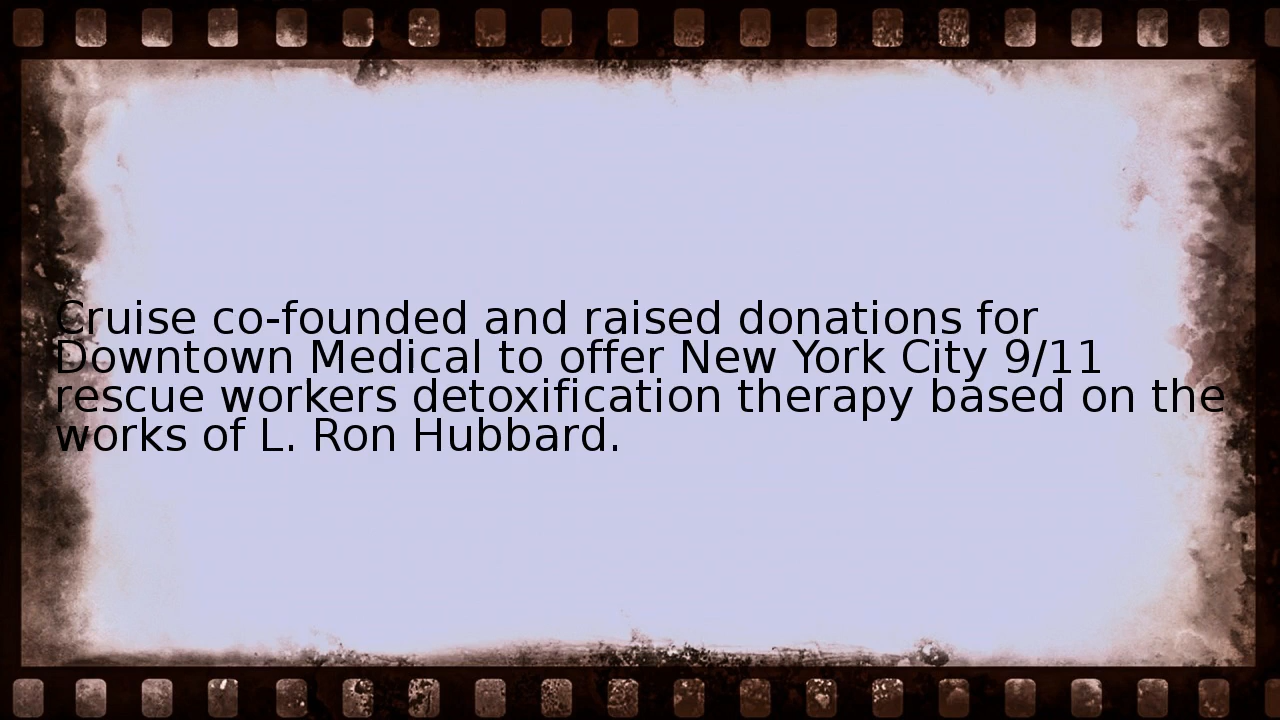 Cruise co-founded and raised donations for
Downtown Medical to offer New York City 9/11
rescue workers detoxification therapy based on the
works of L. Ron Hubbard.